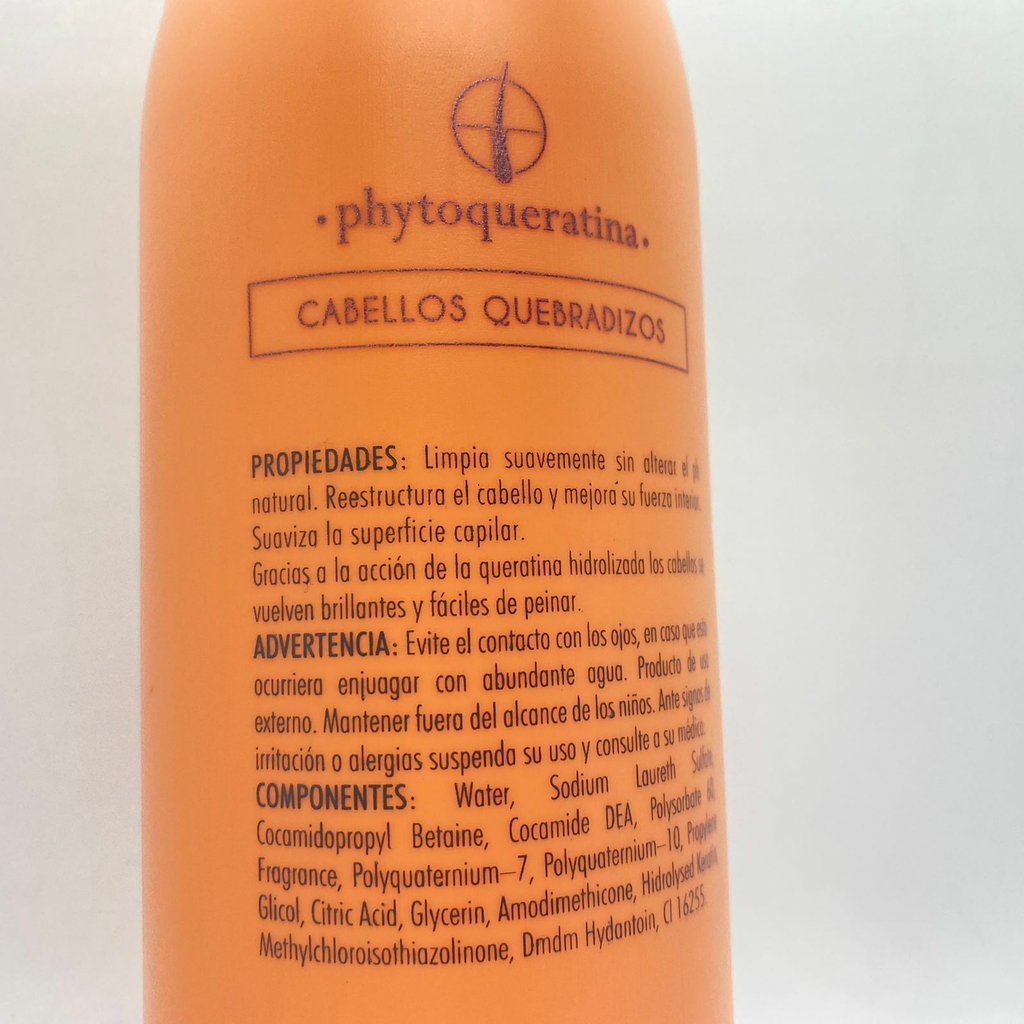 ·phytoqueratina·
CABELLOS QUEBRADIZOS
PROPIEDADES: Limpia suavemente sin alterar el ph
natural. Reestructura el cabello y mejora su fuerza interior.
Suaviza la superficie capilar.
Gracias a la acción de la queratina hidrolizada los cabellos se
vuelven brillantes y fáciles de peinar.
ADVERTENCIA: Evite el contacto con los ojos, en caso que esto
ocurriera enjuagar con abundante agua. Producto de uso
externo. Mantener fuera del alcance de los niños. Ante signos de
irritación o alergias suspenda su uso y consulte a su médico.
COMPONENTES: Water, Sodium Laureth Sulfate,
Cocamidopropyl Betaine, Cocamide DEA, Polysorbate 60,
Fragrance, Polyquaternium-7, Polyquaternium-10, Propylene
Glicol, Citric Acid, Glycerin, Amodimethicone, Hidrolysed Keratin,
Methylchloroisothiazolinone, Dmdm Hydantoin, CI 16255.